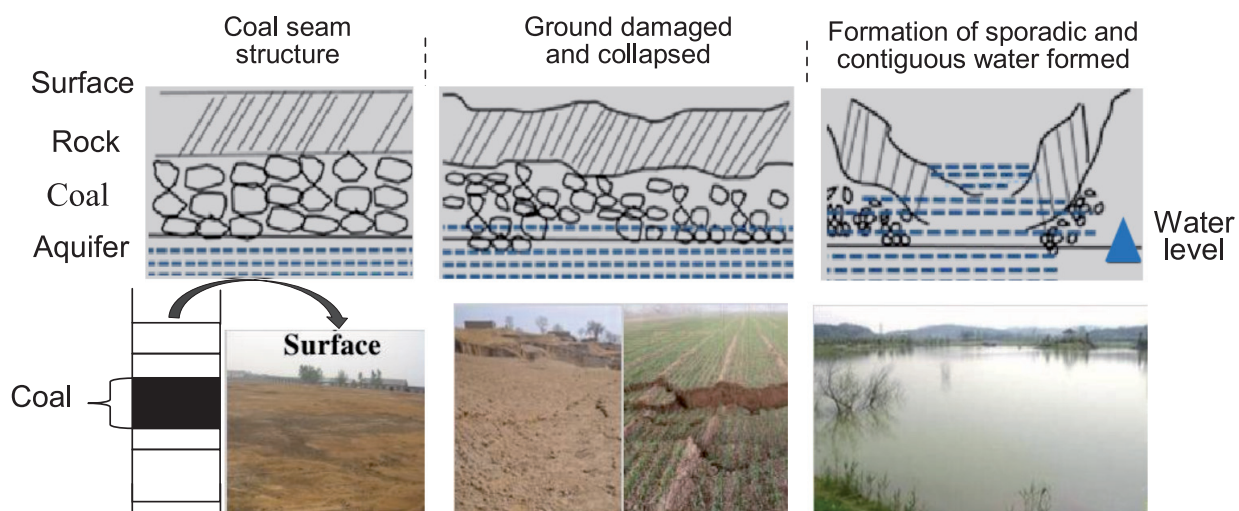 Coal seam
structure
Ground damaged
and collapsed
Formation of sporadic and
contiguous water formed
Surface
Rock
Coal
Aquifer
Water
level
Coal
Surface